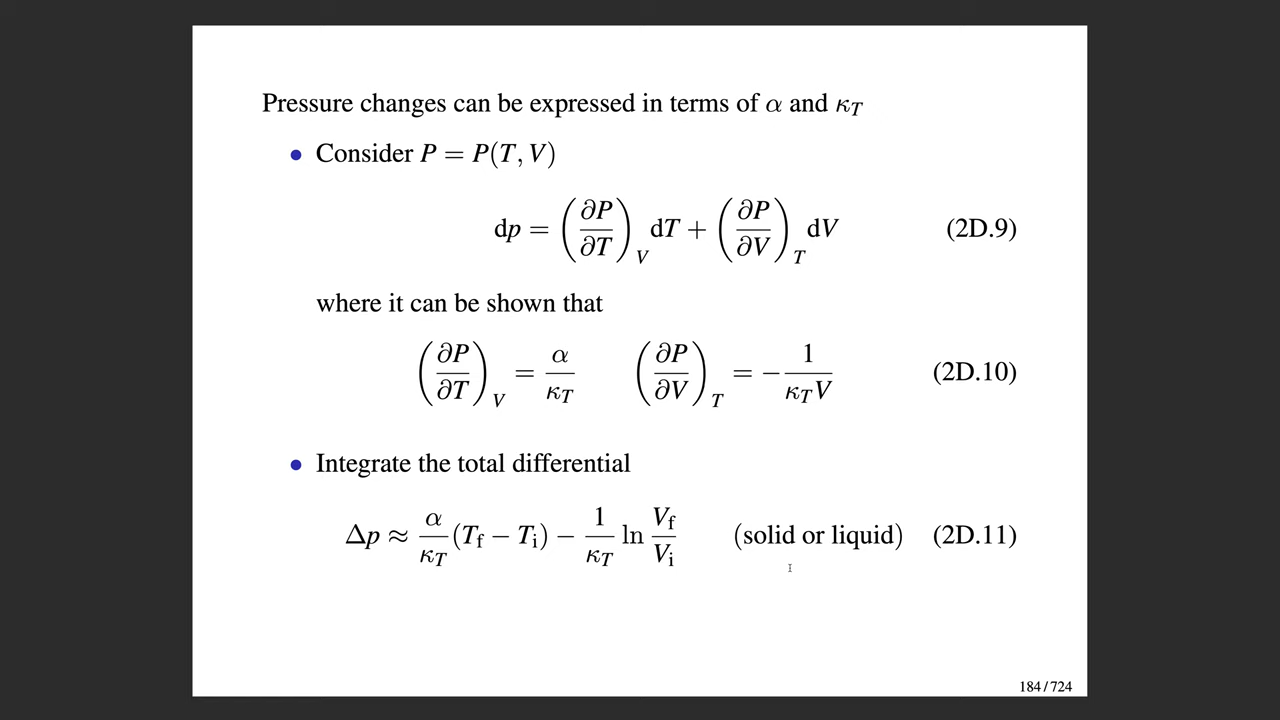 Pressure changes can be expressed in terms of α and κ_T
• Consider P = P(T, V)
dp = (∂P/∂T)_V dT + (∂P/∂V)_T dV (2D.9)
where it can be shown that
(∂P/∂T)_V = α/κ_T (∂P/∂V)_T = −1/(κ_T V) (2D.10)
• Integrate the total differential
Δp ≈ α/κ_T (T_f − T_i) − 1/κ_T ln V_f/V_i (solid or liquid) (2D.11)
184 / 724